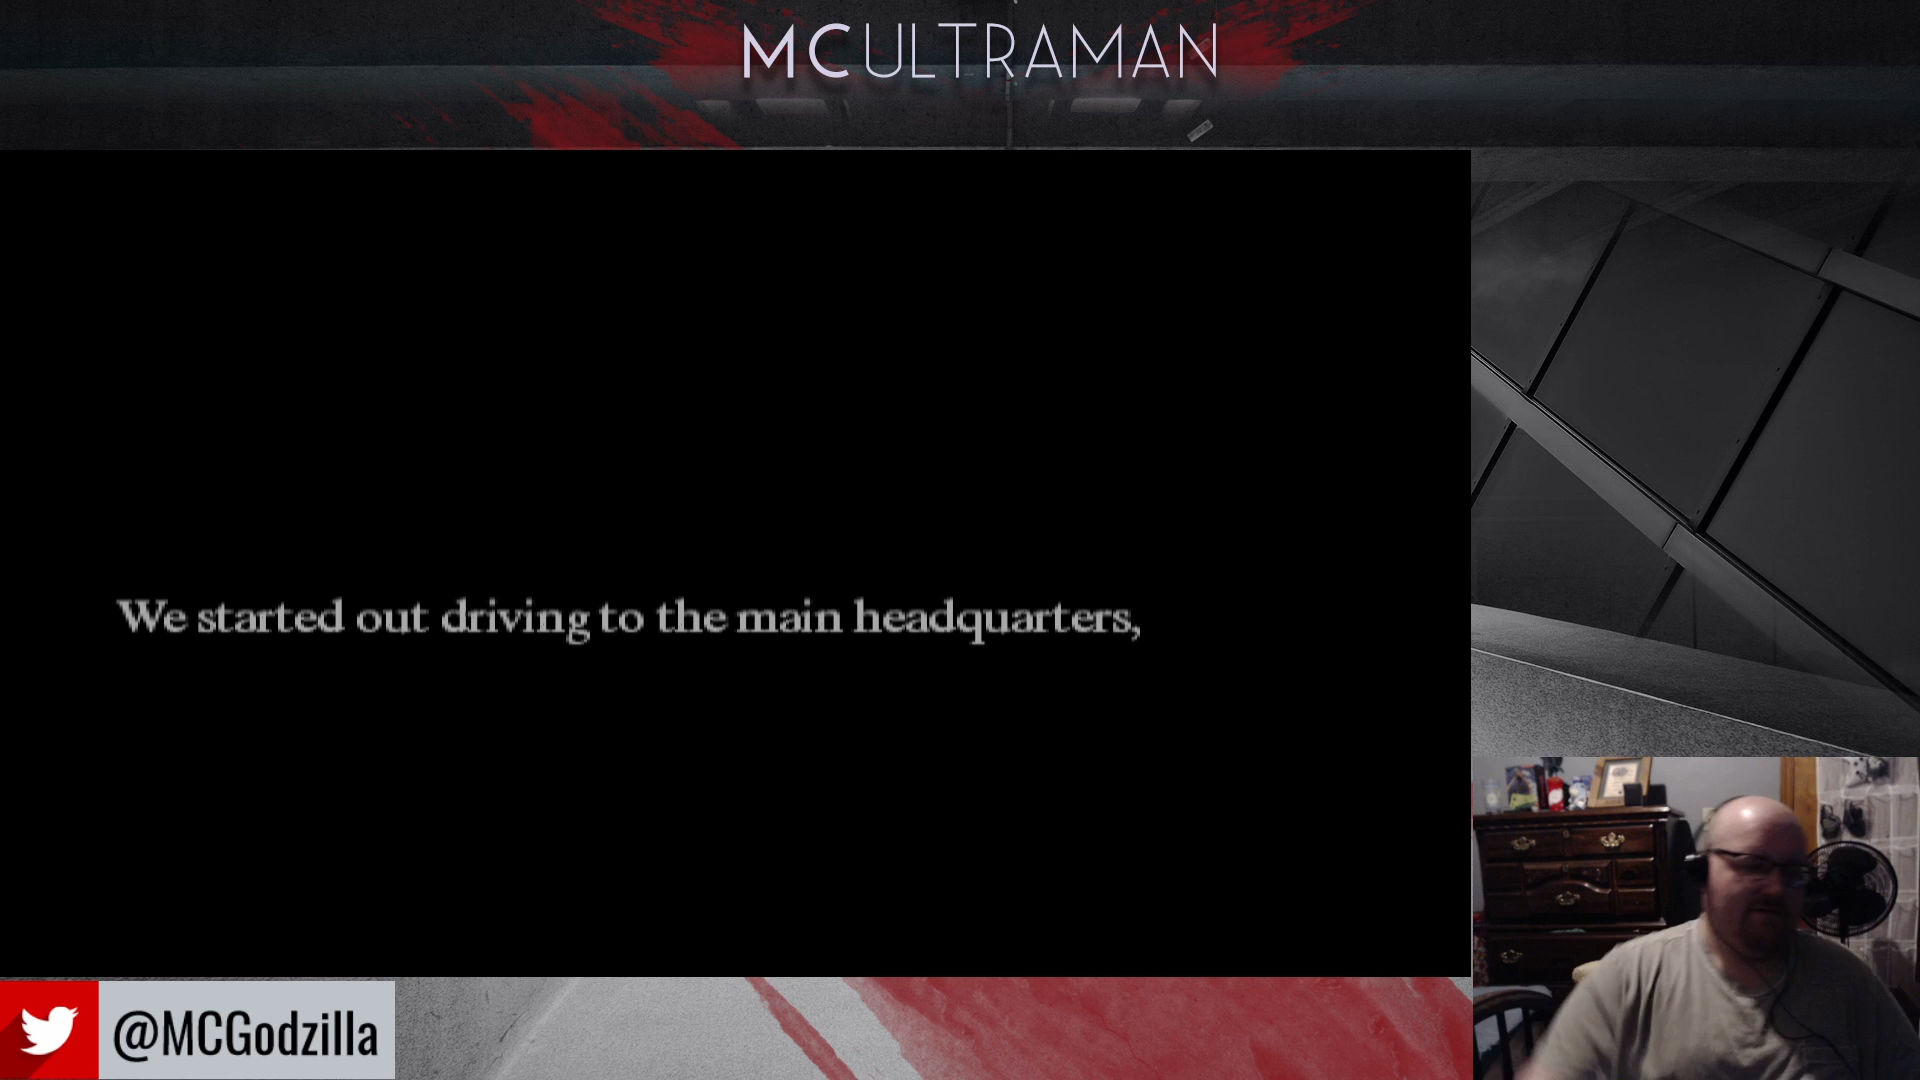 MCULTRAMAN
We started out driving to the main headquarters,
@MCGodzilla